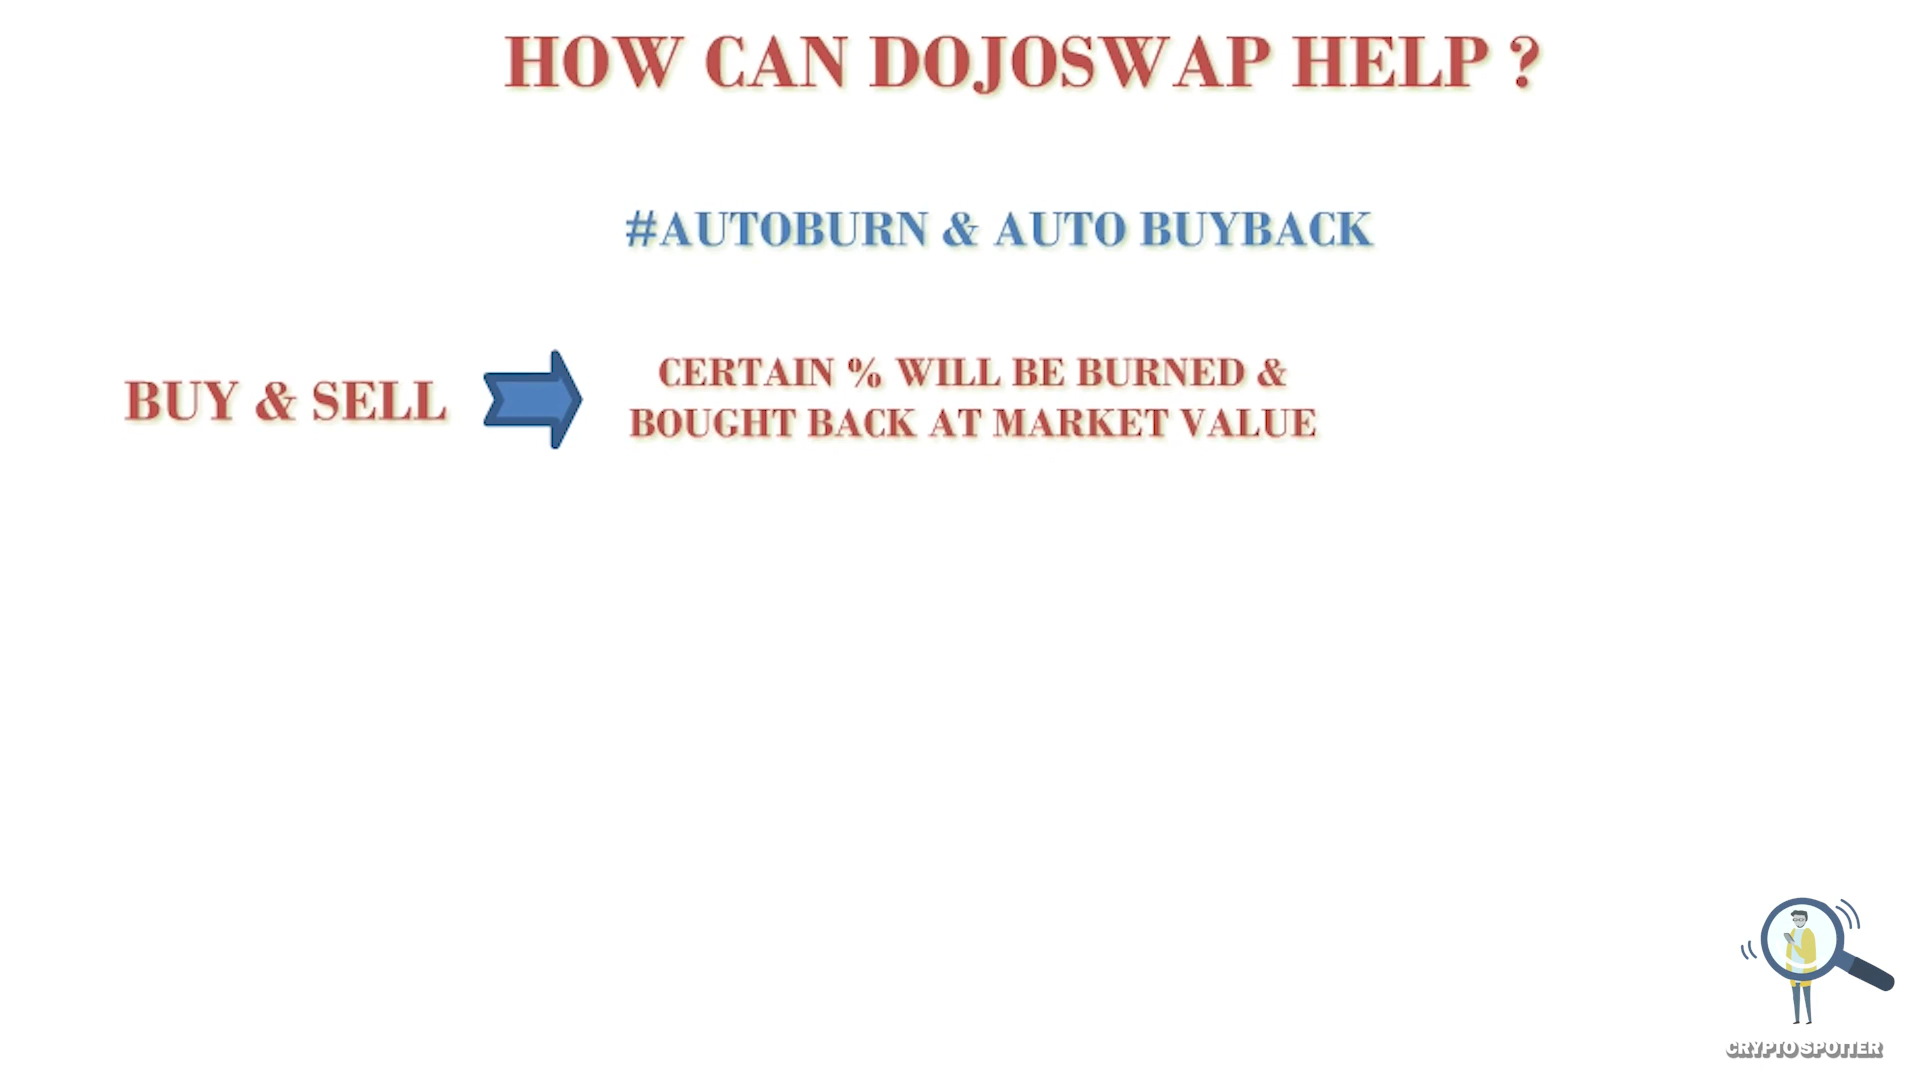 HOW CAN DOJOSWAP HELP ?
#AUTOBURN & AUTO BUYBACK
BUY & SELL
CERTAIN % WILL BE BURNED &
BOUGHT BACK AT MARKET VALUE
CRYPTO SPOTTER